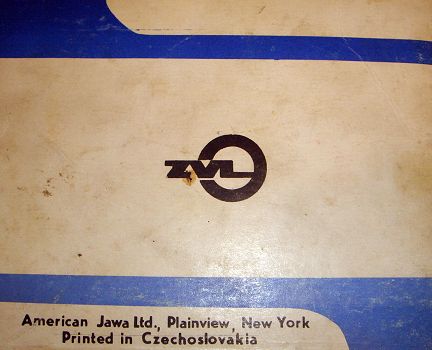 ZVL
American Jawa Ltd., Plainview, New York
Printed in Czechoslovakia